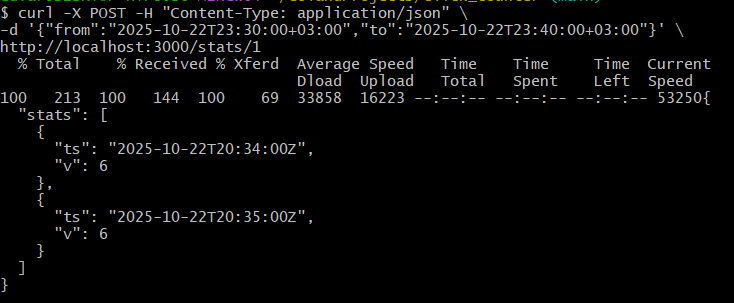 $ curl -X POST -H "Content-Type: application/json" \
-d '{"from":"2025-10-22T23:30:00+03:00","to":"2025-10-22T23:40:00+03:00"}' \
http://localhost:3000/stats/1
  % Total    % Received % Xferd  Average Speed   Time    Time     Time  Current
                                 Dload  Upload   Total   Spent    Left  Speed
100   213  100   144  100    69  33858  16223 --:--:-- --:--:-- --:--:-- 53250{
  "stats": [
    {
      "ts": "2025-10-22T20:34:00Z",
      "v": 6
    },
    {
      "ts": "2025-10-22T20:35:00Z",
      "v": 6
    }
  ]
}